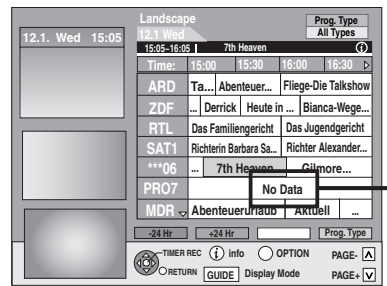 Landscape
Prog. Type
12.1. Wed 15:05
12.1 Wed
All Types
15:05-16:05 7th Heaven i
Time: 15:00 15:30 16:00 16:30
ARD Ta... Abenteuer... Fliege-Die Talkshow
ZDF ... Derrick Heute in ... Bianca-Wege...
RTL Das Familiengericht Das Jugendgericht
SAT1 Richterin Barbara Sa... Richter Alexander...
***06 ... 7th Heaven Gilmore...
PRO7 No Data
MDR Abenteuerurlaub Aktuell ...
-24 Hr +24 Hr Prog. Type
TIMER REC i info OPTION PAGE-
RETURN GUIDE Display Mode PAGE+